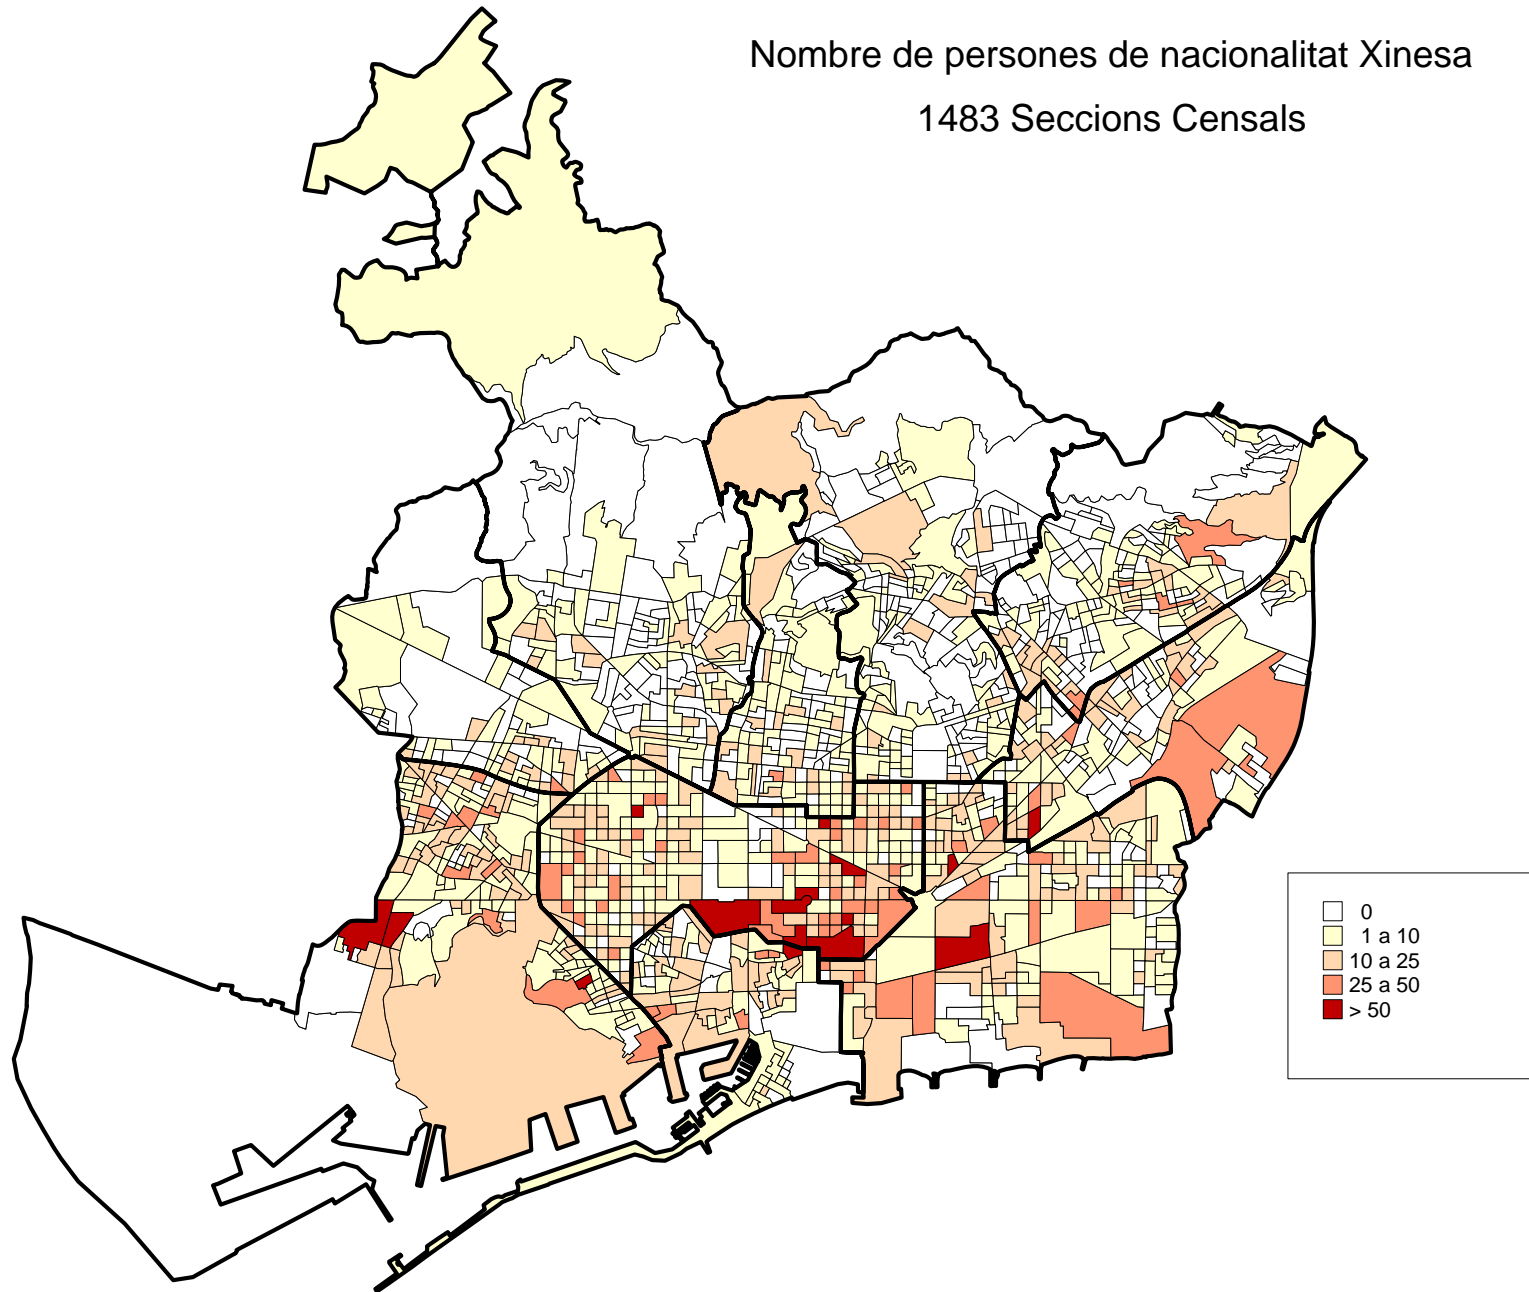 Nombre de persones de nacionalitat Xinesa
1483 Seccions Censals
0
1 a 10
10 a 25
25 a 50
> 50